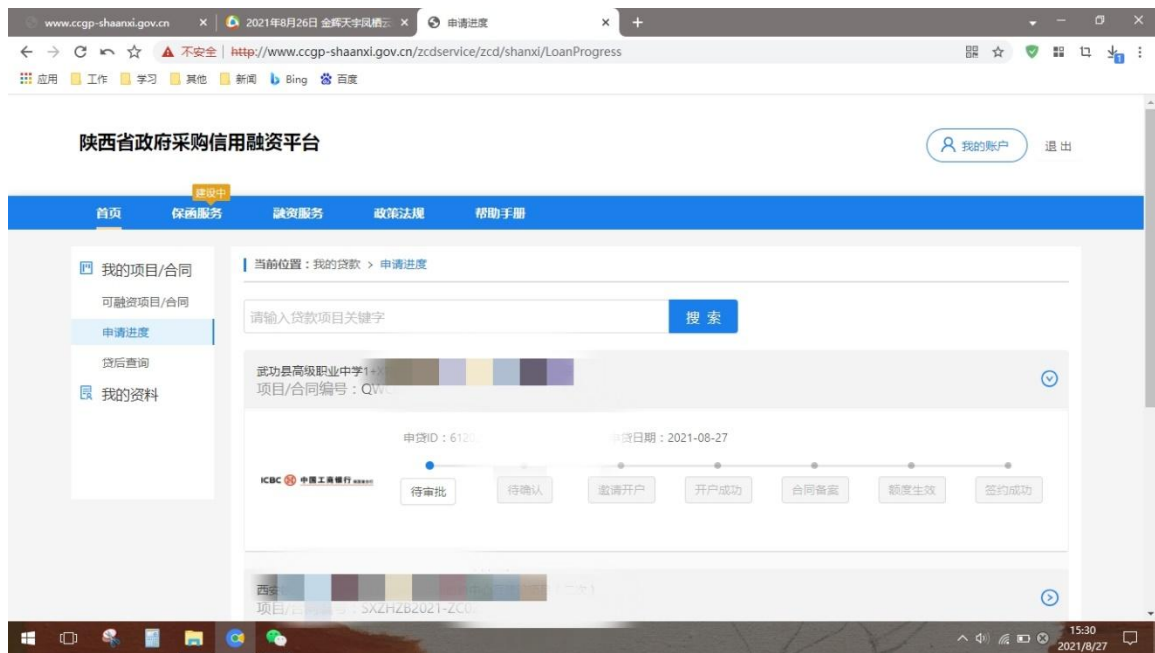 www.ccgp-shaanxi.gov.cn
2021年8月26日 金辉天宇凤栖云
申请进度
不安全
http://www.ccgp-shaanxi.gov.cn/zcdservice/zcd/shanxi/LoanProgress
应用 工作 学习 其他 新闻 Bing 百度
陕西省政府采购信用融资平台
我的账户
退出
建设中
首页 保函服务 融资服务 政策法规 帮助手册
我的项目/合同
可融资项目/合同
申请进度
贷后查询
我的资料
当前位置：我的贷款 > 申请进度
请输入贷款项目关键字
搜索
武功县高级职业中学1+X
项目/合同编号：QW
申贷ID：612
申贷日期：2021-08-27
ICBC 中国工商银行
待审批 待确认 邀请开户 开户成功 合同备案 额度生效 签约成功
西安
项目/合同编号：SXZHZB2021-ZC0
15:30
2021/8/27